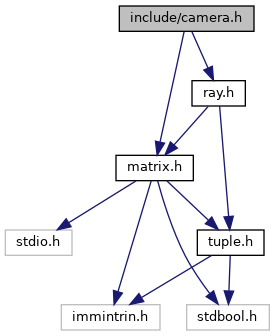 include/camera.h
ray.h
matrix.h
stdio.h
tuple.h
immintrin.h
stdbool.h